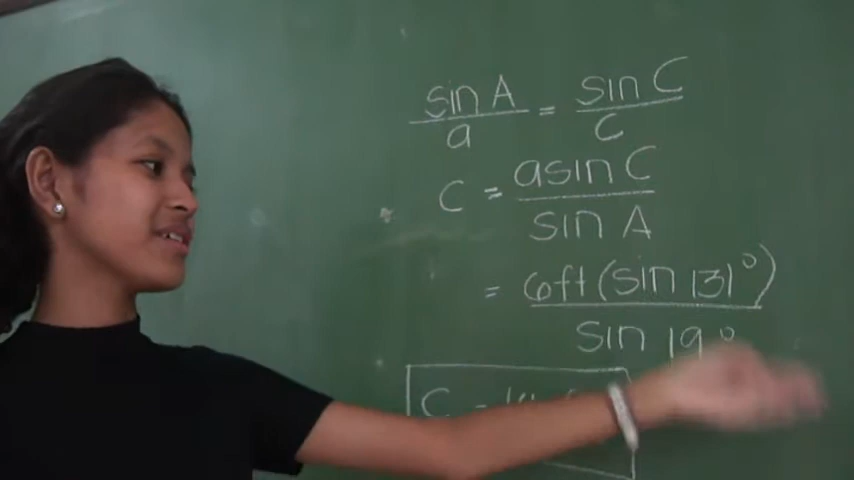 sin A / a = sin C / c
C = a sin C / sin A
= 6ft (sin 131°) / sin 19°
C =